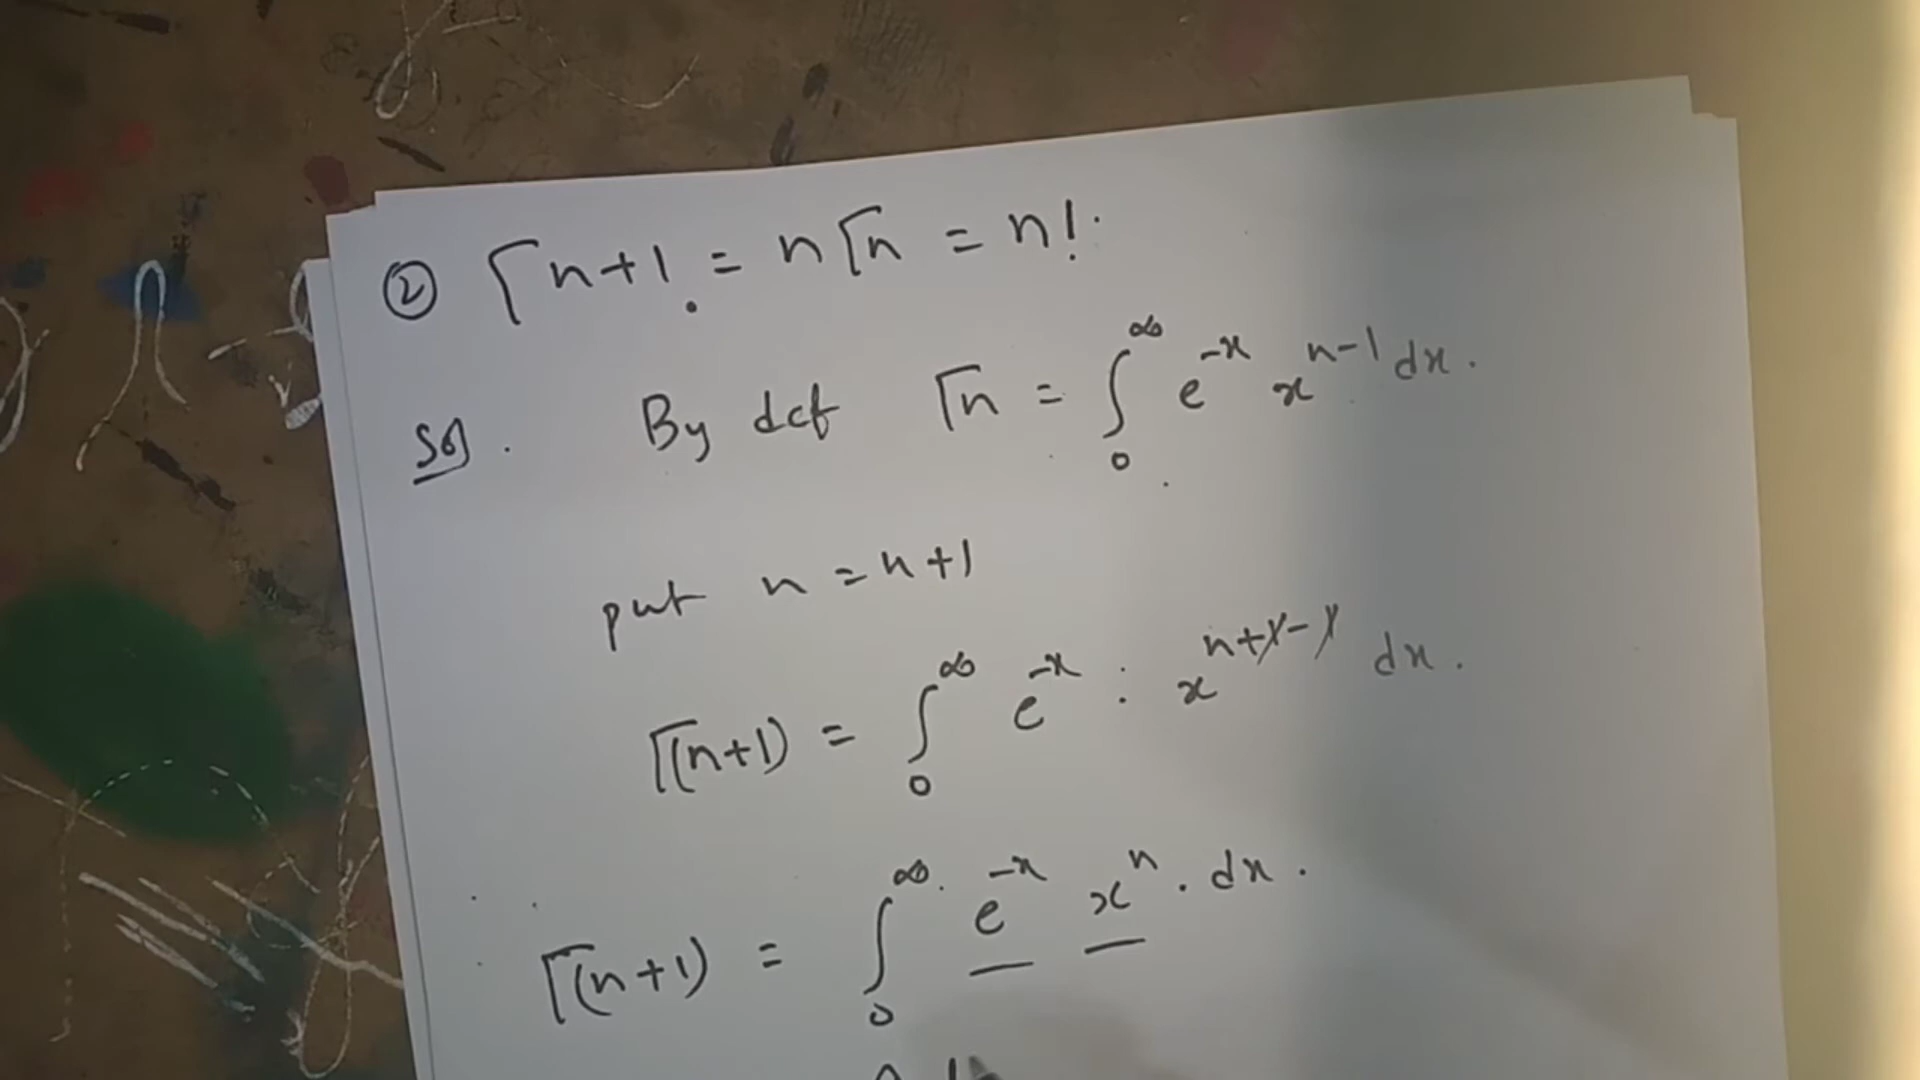 ② Γn+1 = n Γn = n!.
Sol. By def Γn = ∫₀^∞ e^-x x^n-1 dx.
put n = n+1
Γ(n+1) = ∫₀^∞ e^-x . x^n+1-1 dx.
Γ(n+1) = ∫₀^∞ e^-x x^n . dx.